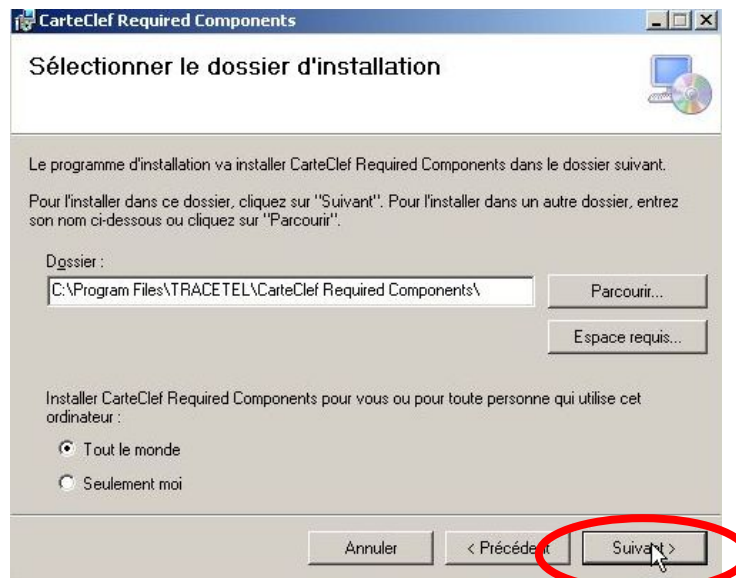 CarteClef Required Components
Sélectionner le dossier d'installation
Le programme d'installation va installer CarteClef Required Components dans le dossier suivant.
Pour l'installer dans ce dossier, cliquez sur "Suivant". Pour l'installer dans un autre dossier, entrez
son nom ci-dessous ou cliquez sur "Parcourir".
Dossier :
C:\Program Files\TRACETEL\CarteClef Required Components\
Parcourir...
Espace requis...
Installer CarteClef Required Components pour vous ou pour toute personne qui utilise cet
ordinateur :
Tout le monde
Seulement moi
Annuler < Précédent Suivant >